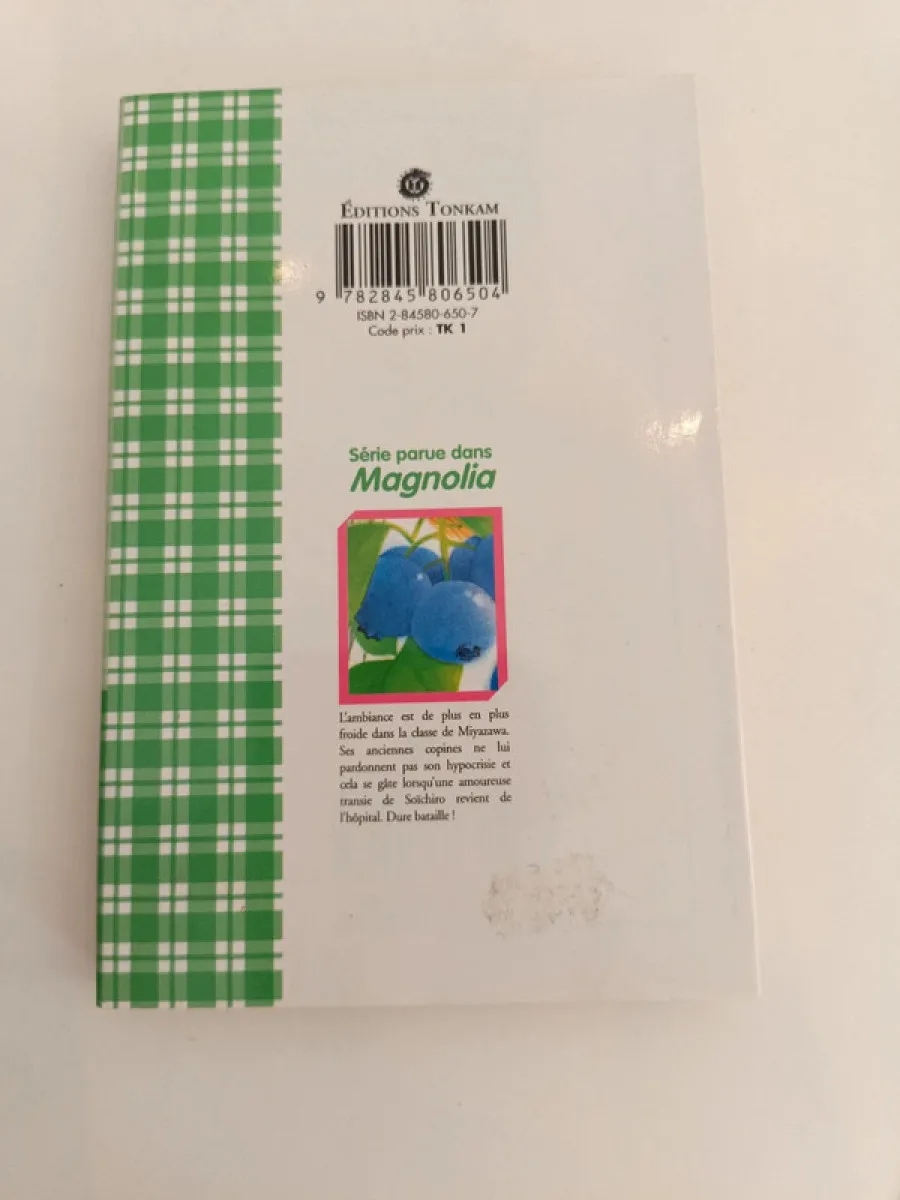 ÉDITIONS TONKAM
9 782845 806504
ISBN 2-84580-650-7
Code prix : TK 1
Série parue dans
Magnolia
L'ambiance est de plus en plus
froide dans la classe de Miyazawa.
Ses anciennes copines ne lui
pardonnent pas son hypocrisie et
cela se gâte lorsqu'une amoureuse
transie de Soïchiro revient de
l'hôpital. Dure bataille !